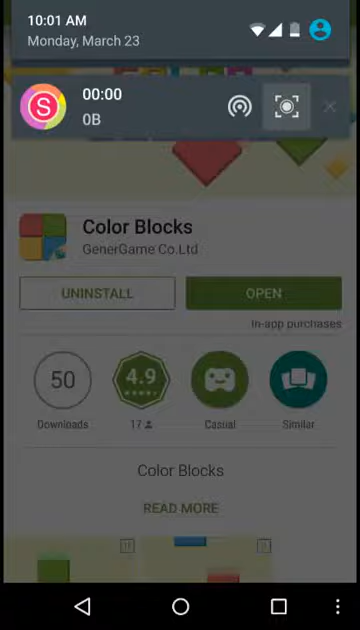 10:01 AM
Monday, March 23
S
00:00
0B
Color Blocks
GenerGame Co.Ltd
UNINSTALL
OPEN
In-app purchases
50
4.9
Downloads
17
Casual
Similar
Color Blocks
READ MORE